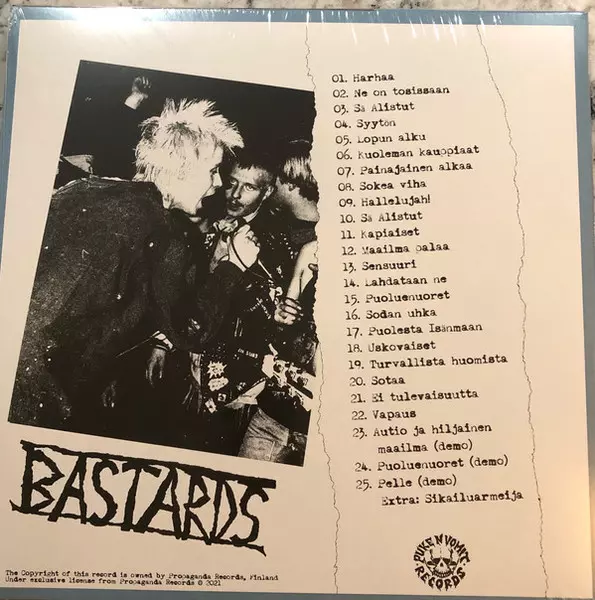 01. Harhaa
02. Ne on tosissaan
03. Sä Alistut
04. Syytön
05. Lopun alku
06. Kuoleman kauppiaat
07. Painajainen alkaa
08. Sokea viha
09. Hallelujah!
10. Sä Alistut
11. Kapiaiset
12. Maailma palaa
13. Sensuuri
14. Lahdataan ne
15. Puoluenuoret
16. Sodan uhka
17. Puolesta Isänmaan
18. Uskovaiset
19. Turvallista huomista
20. Sotaa
21. Ei tulevaisuutta
22. Vapaus
23. Autio ja hiljainen
maailma (demo)
24. Puoluenuoret (demo)
25. Pelle (demo)
Extra: Sikailuarmeija
BASTARDS
The Copyright of this record is owned by Propaganda Records, Finland
Under exclusive license from Propaganda Records © 2021
PUKE N VOMIT
RECORDS